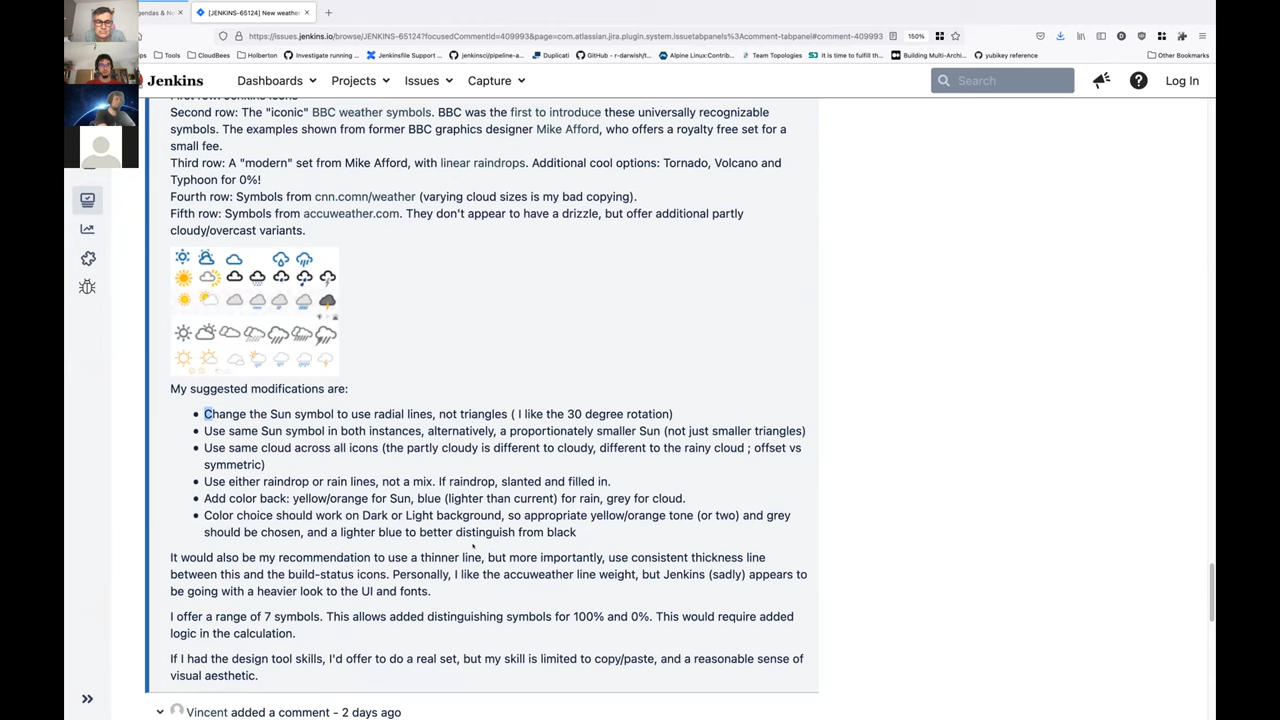 gendas & No
[JENKINS-65124] New weather
https://issues.jenkins.io/browse/JENKINS-65124?focusedCommentId=409993&page=com.atlassian.jira.plugin.system.issuetabpanels%3Acomment-tabpanel#comment-409993
150%
Tools
CloudBees
Holberton
Investigate running ...
Jenkinsfile Support ...
jenkinsci/pipeline-a...
Duplicati
GitHub - r-darwish/t...
Alpine Linux:Contrib...
Team Topologies
It is time to fulfill th...
Building Multi-Archi...
yubikey reference
Other Bookmarks
Jenkins
Dashboards
Projects
Issues
Capture
Search
Log In
Second row: The "iconic" BBC weather symbols. BBC was the first to introduce these universally recognizable
symbols. The examples shown from former BBC graphics designer Mike Afford, who offers a royalty free set for a
small fee.
Third row: A "modern" set from Mike Afford, with linear raindrops. Additional cool options: Tornado, Volcano and
Typhoon for 0%!
Fourth row: Symbols from cnn.comn/weather (varying cloud sizes is my bad copying).
Fifth row: Symbols from accuweather.com. They don't appear to have a drizzle, but offer additional partly
cloudy/overcast variants.
My suggested modifications are:
Change the Sun symbol to use radial lines, not triangles ( I like the 30 degree rotation)
Use same Sun symbol in both instances, alternatively, a proportionately smaller Sun (not just smaller triangles)
Use same cloud across all icons (the partly cloudy is different to cloudy, different to the rainy cloud ; offset vs
symmetric)
Use either raindrop or rain lines, not a mix. If raindrop, slanted and filled in.
Add color back: yellow/orange for Sun, blue (lighter than current) for rain, grey for cloud.
Color choice should work on Dark or Light background, so appropriate yellow/orange tone (or two) and grey
should be chosen, and a lighter blue to better distinguish from black
It would also be my recommendation to use a thinner line, but more importantly, use consistent thickness line
between this and the build-status icons. Personally, I like the accuweather line weight, but Jenkins (sadly) appears to
be going with a heavier look to the UI and fonts.
I offer a range of 7 symbols. This allows added distinguishing symbols for 100% and 0%. This would require added
logic in the calculation.
If I had the design tool skills, I'd offer to do a real set, but my skill is limited to copy/paste, and a reasonable sense of
visual aesthetic.
Vincent added a comment - 2 days ago